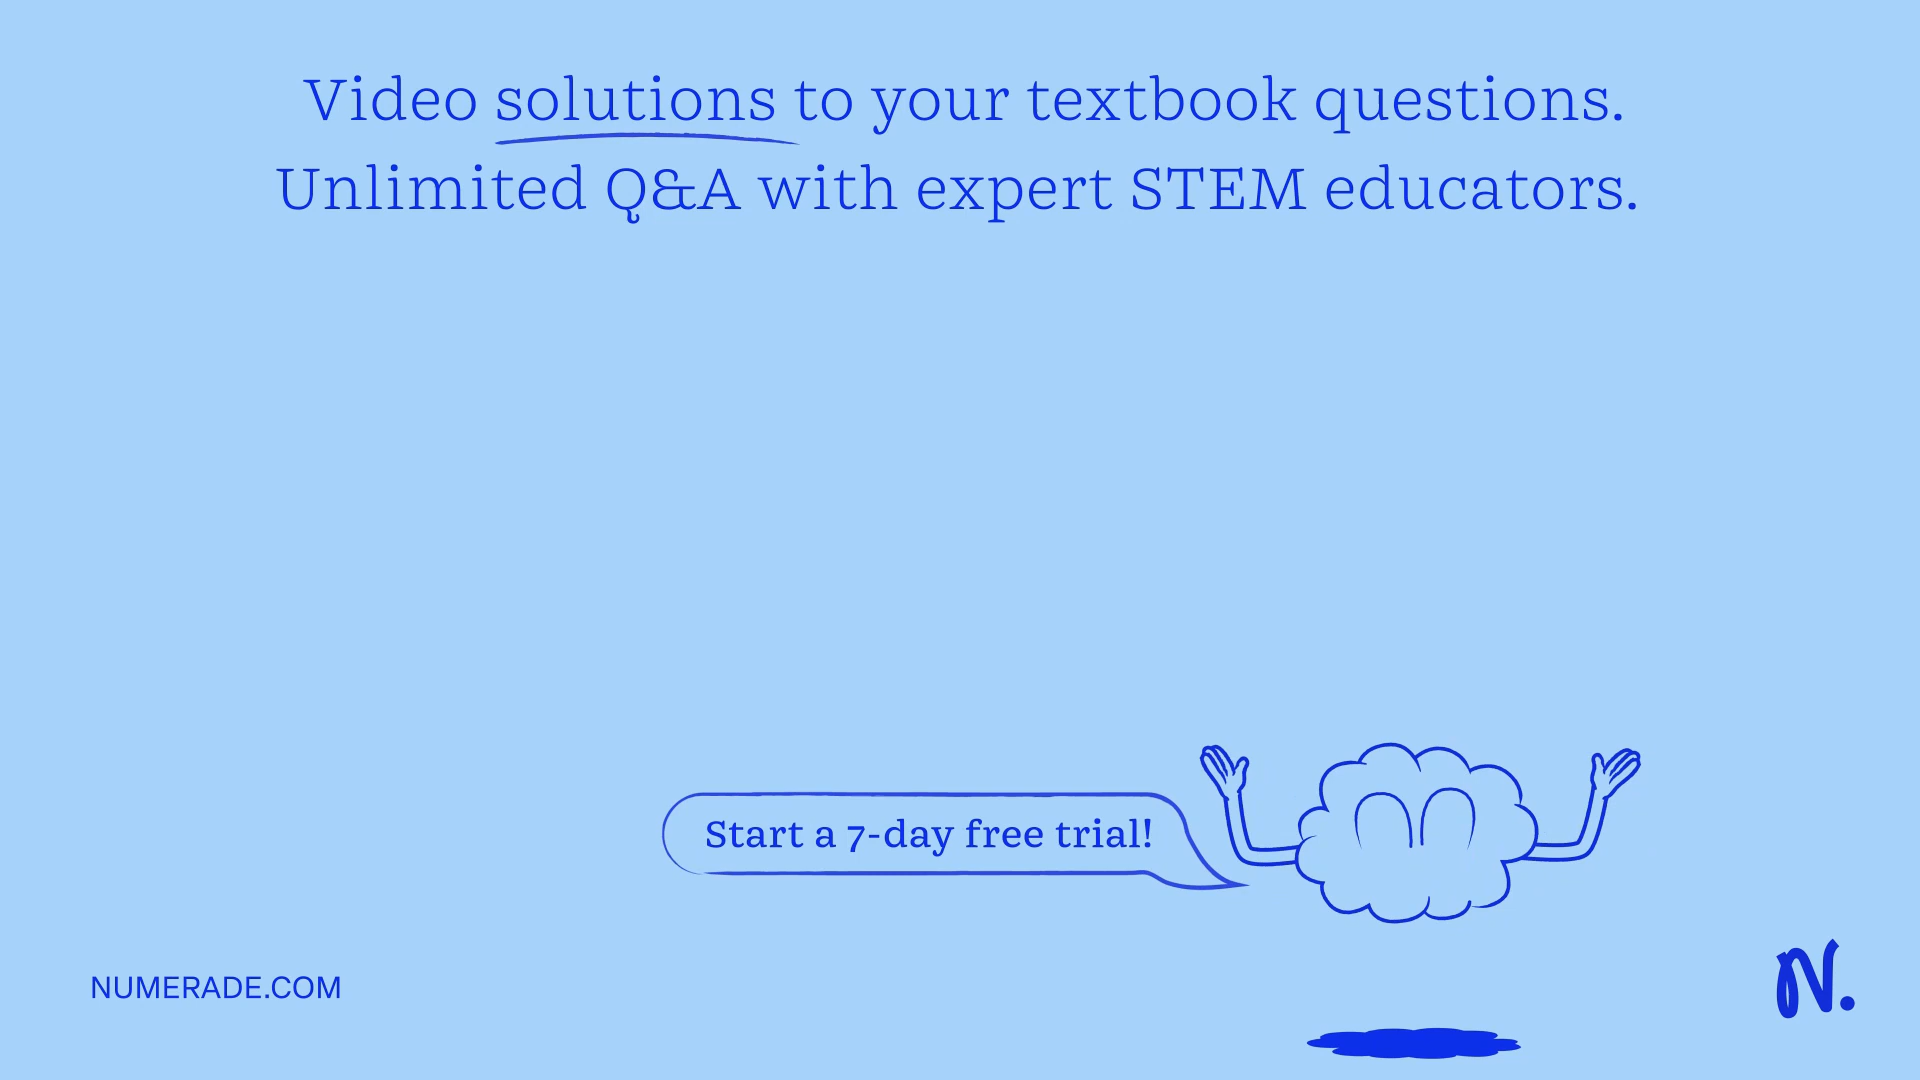 Video solutions to your textbook questions.
Unlimited Q&A with expert STEM educators.
Start a 7-day free trial!
NUMERADE.COM
N.